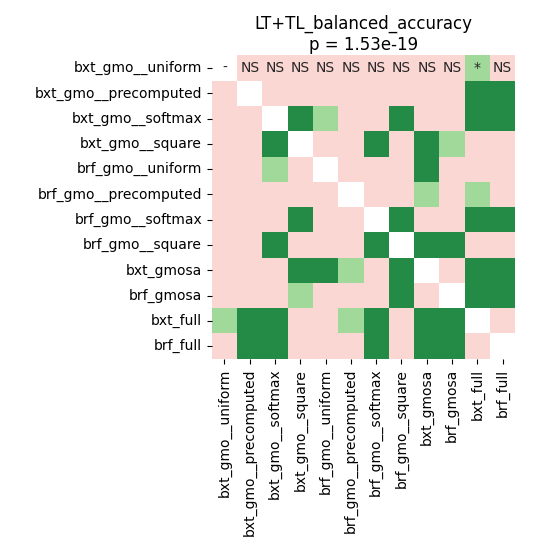 LT+TL_balanced_accuracy
p = 1.53e-19
bxt_gmo__uniform - NS NS NS NS NS NS NS NS NS * NS
bxt_gmo__precomputed
bxt_gmo__softmax
bxt_gmo__square
brf_gmo__uniform
brf_gmo__precomputed
brf_gmo__softmax
brf_gmo__square
bxt_gmosa
brf_gmosa
bxt_full
brf_full
bxt_gmo__uniform
bxt_gmo__precomputed
bxt_gmo__softmax
bxt_gmo__square
brf_gmo__uniform
brf_gmo__precomputed
brf_gmo__softmax
brf_gmo__square
bxt_gmosa
brf_gmosa
bxt_full
brf_full